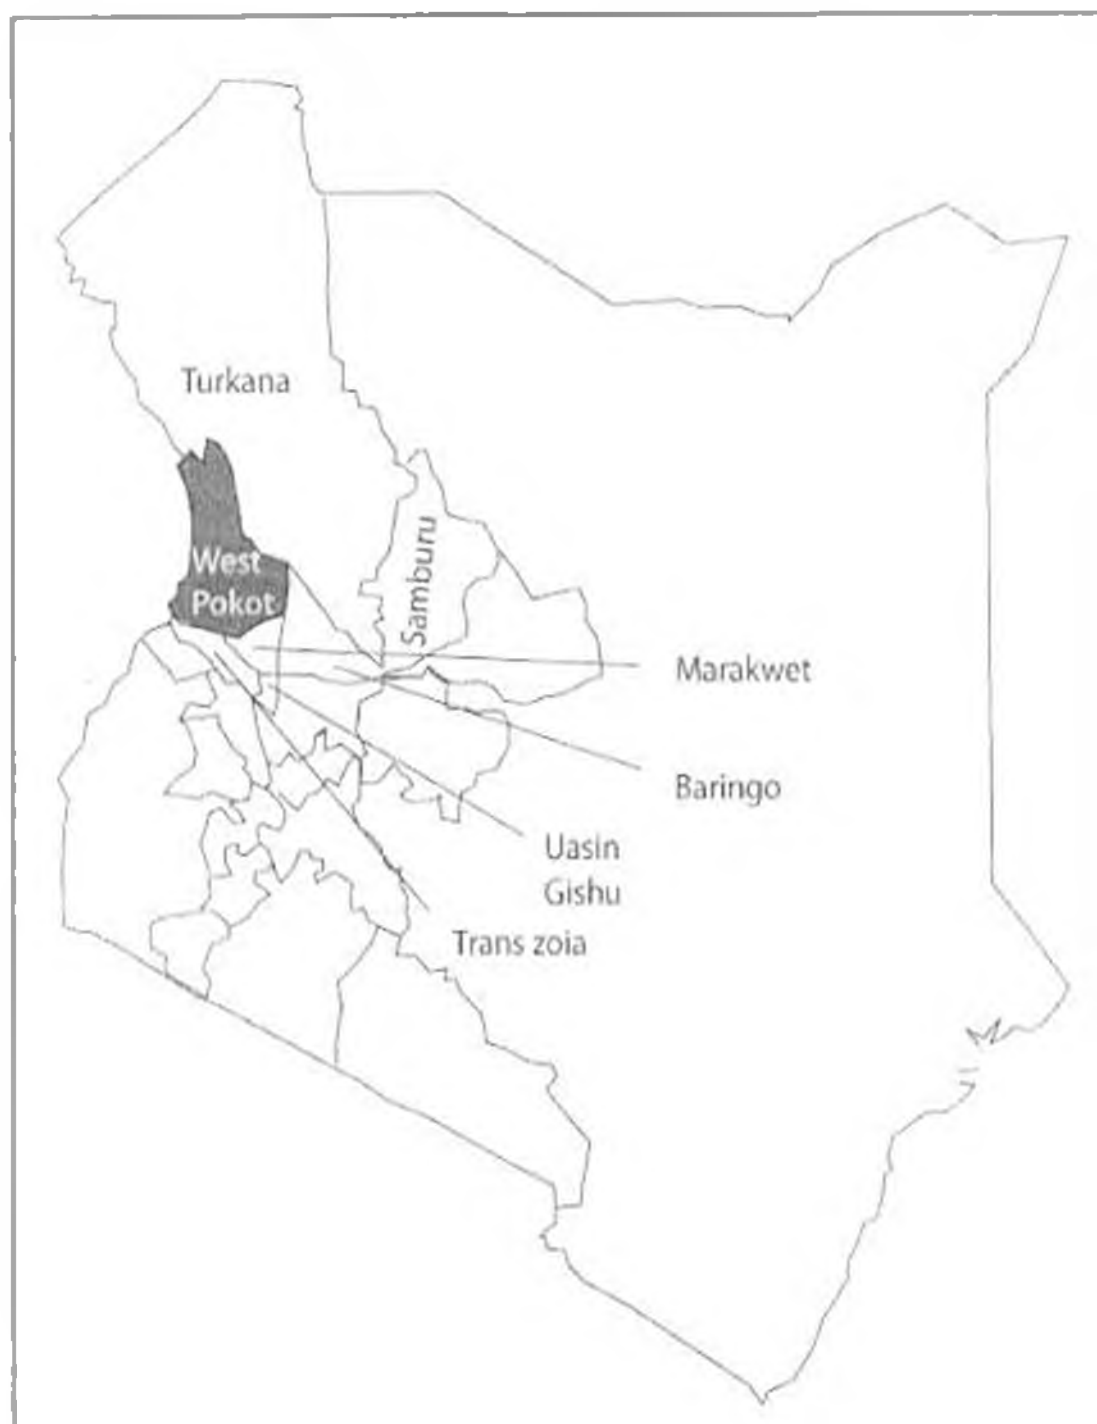 Turkana
West
Pokot
Samburu
Marakwet
Baringo
Uasin
Gishu
Trans zoia